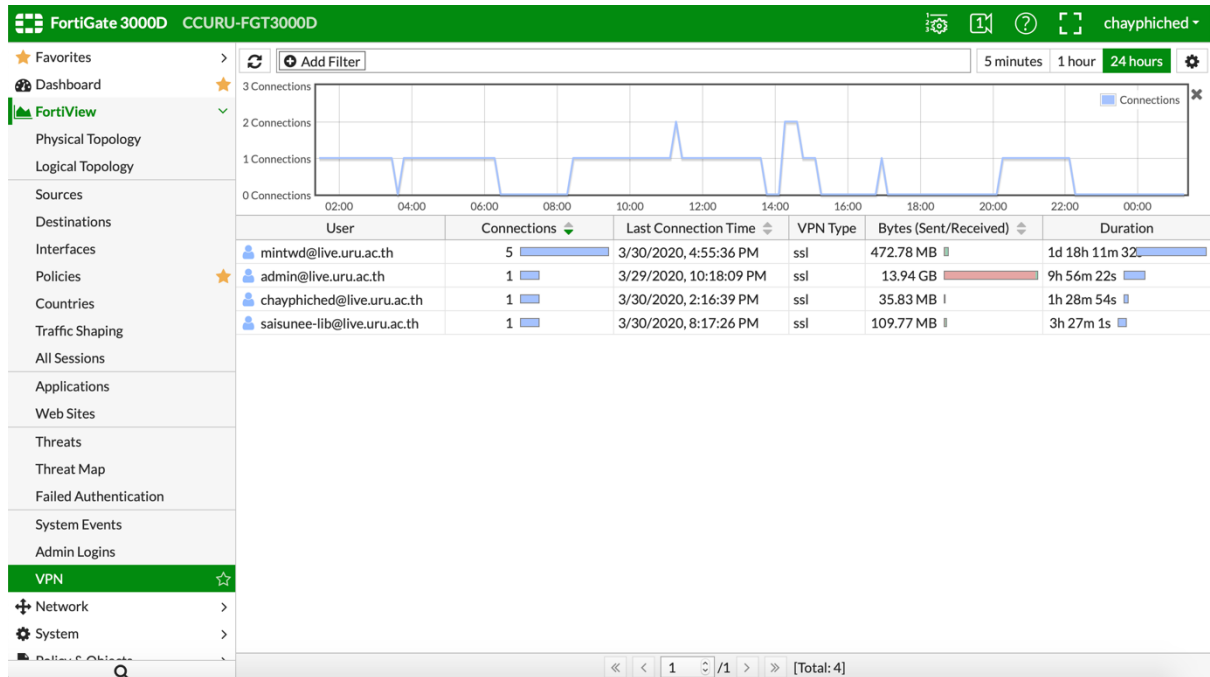 FortiGate 3000D CCURU-FGT3000D
1
?
chayphiched
Favorites
Dashboard
FortiView
Physical Topology
Logical Topology
Sources
Destinations
Interfaces
Policies
Countries
Traffic Shaping
All Sessions
Applications
Web Sites
Threats
Threat Map
Failed Authentication
System Events
Admin Logins
VPN
Network
System
Policy & Objects
Add Filter
5 minutes 1 hour 24 hours
3 Connections
2 Connections
1 Connections
0 Connections
Connections
02:00 04:00 06:00 08:00 10:00 12:00 14:00 16:00 18:00 20:00 22:00 00:00
User Connections Last Connection Time VPN Type Bytes (Sent/Received) Duration
mintwd@live.uru.ac.th 5 3/30/2020, 4:55:36 PM ssl 472.78 MB 1d 18h 11m 32s
admin@live.uru.ac.th 1 3/29/2020, 10:18:09 PM ssl 13.94 GB 9h 56m 22s
chayphiched@live.uru.ac.th 1 3/30/2020, 2:16:39 PM ssl 35.83 MB 1h 28m 54s
saisunee-lib@live.uru.ac.th 1 3/30/2020, 8:17:26 PM ssl 109.77 MB 3h 27m 1s
« < 1 /1 > » [Total: 4]